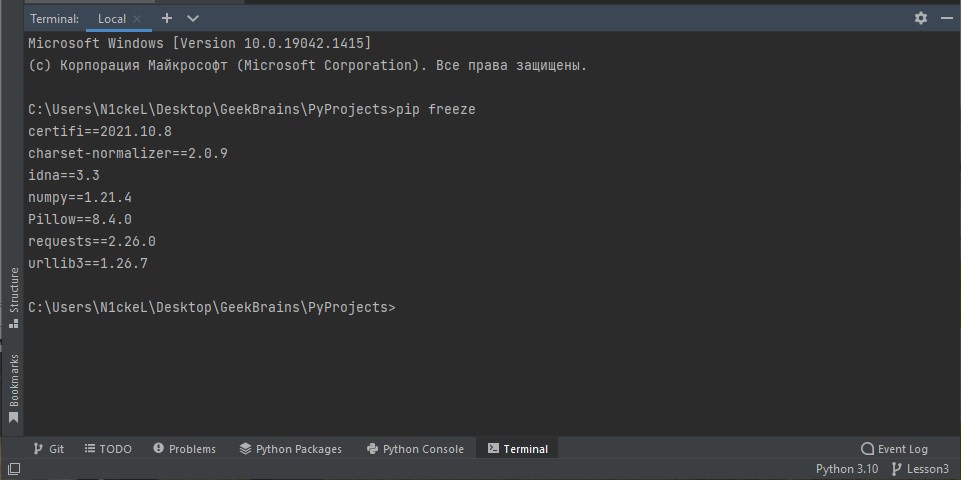 Terminal: Local
Microsoft Windows [Version 10.0.19042.1415]
(c) Корпорация Майкрософт (Microsoft Corporation). Все права защищены.
C:\Users\N1ckeL\Desktop\GeekBrains\PyProjects>pip freeze
certifi==2021.10.8
charset-normalizer==2.0.9
idna==3.3
numpy==1.21.4
Pillow==8.4.0
requests==2.26.0
urllib3==1.26.7
C:\Users\N1ckeL\Desktop\GeekBrains\PyProjects>
Structure
Bookmarks
Git TODO Problems Python Packages Python Console Terminal Event Log
Python 3.10 Lesson3